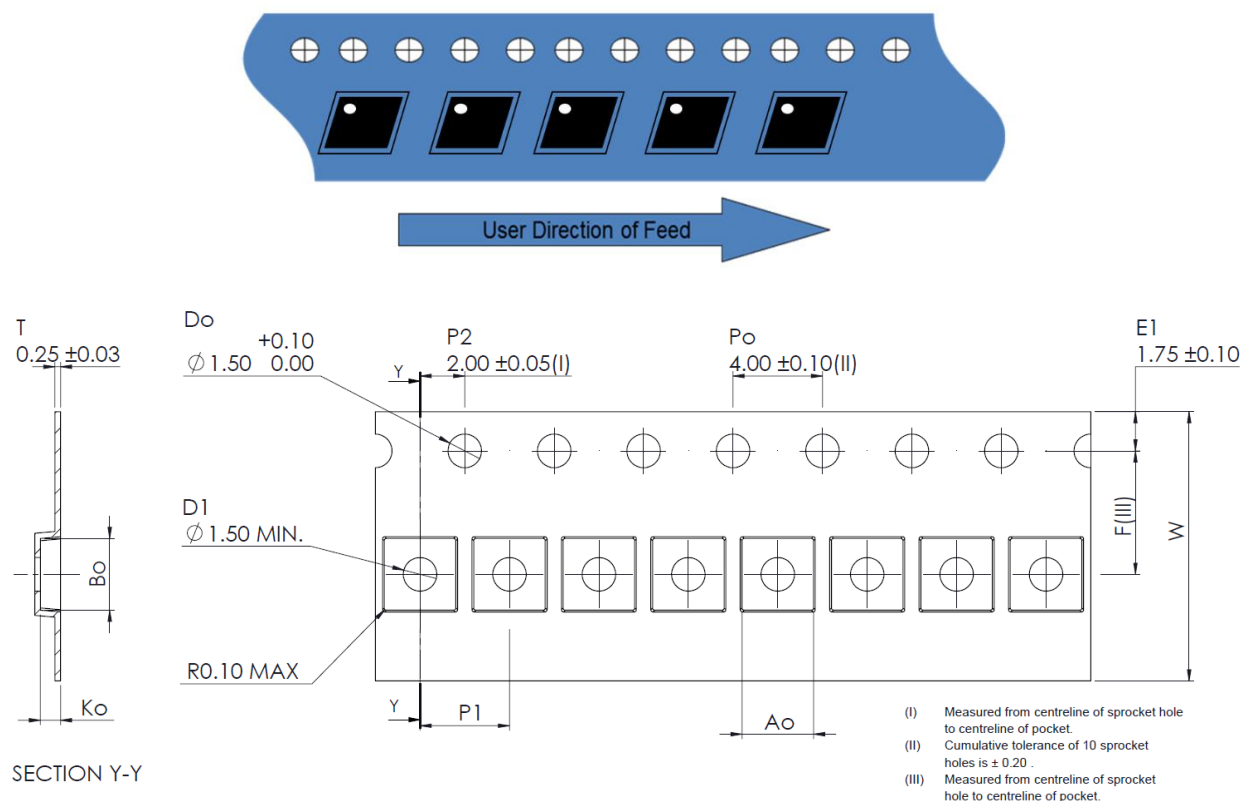 User Direction of Feed
T
0.25 ±0.03
Do
+0.10
∅ 1.50 0.00
P2
2.00 ±0.05(I)
Po
4.00 ±0.10(II)
E1
1.75 ±0.10
Y
D1
∅ 1.50 MIN.
Bo
F(III)
W
R0.10 MAX
Ko
Y
P1
Ao
SECTION Y-Y
(I) Measured from centreline of sprocket hole
to centreline of pocket.
(II) Cumulative tolerance of 10 sprocket
holes is ± 0.20 .
(III) Measured from centreline of sprocket
hole to centreline of pocket.